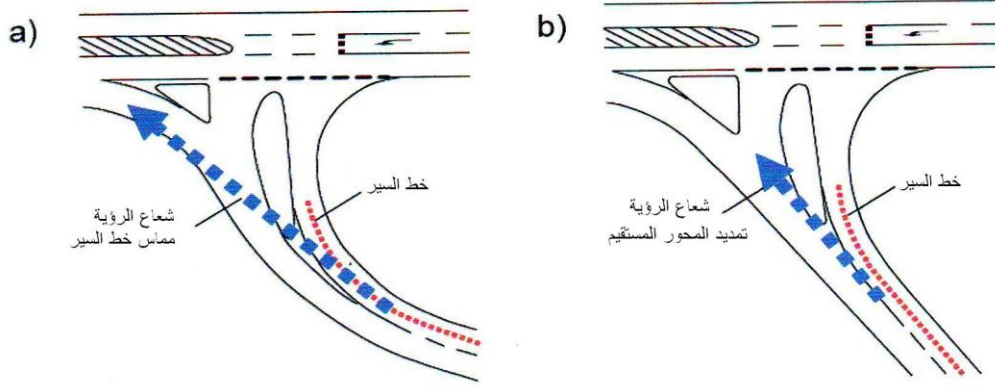 a)
خط السير
شعاع الرؤية
مماس خط السير
b)
خط السير
شعاع الرؤية
تمديد المحور المستقيم